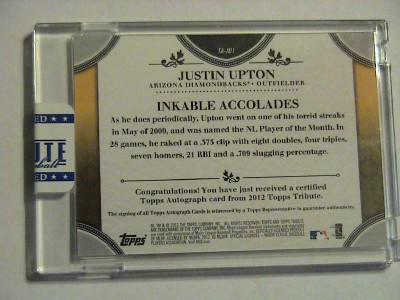 TA-JU1
JUSTIN UPTON
ARIZONA DIAMONDBACKS® • OUTFIELDER
INKABLE ACCOLADES
As he does periodically, Upton went on one of his torrid streaks
in May of 2009, and was named the NL Player of the Month. In
28 games, he raked at a .373 clip with eight doubles, four triples,
seven homers, 21 RBI and a .709 slugging percentage.
Congratulations! You have just received a certified
Topps Autograph card from 2012 Topps Tribute.
The signing of all Topps Autograph Cards is witnessed by a Topps Representative to guarantee authenticity.
Topps